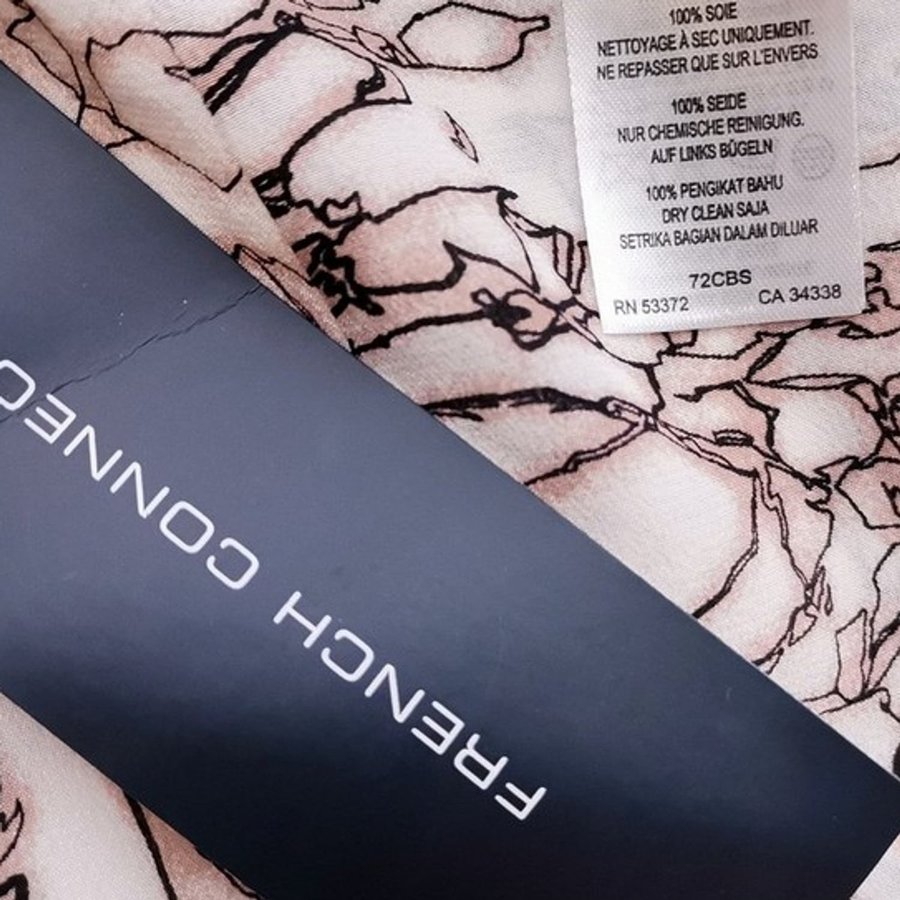 100% SOIE
NETTOYAGE À SEC UNIQUEMENT.
NE REPASSER QUE SUR L'ENVERS
100% SEIDE
NUR CHEMISCHE REINIGUNG.
AUF LINKS BÜGELN
100% PENGIKAT BAHU
DRY CLEAN SAJA
SETRIKA BAGIAN DALAM DiLUAR
72CBS
RN 53372 CA 34338
FRENCH CONNEC